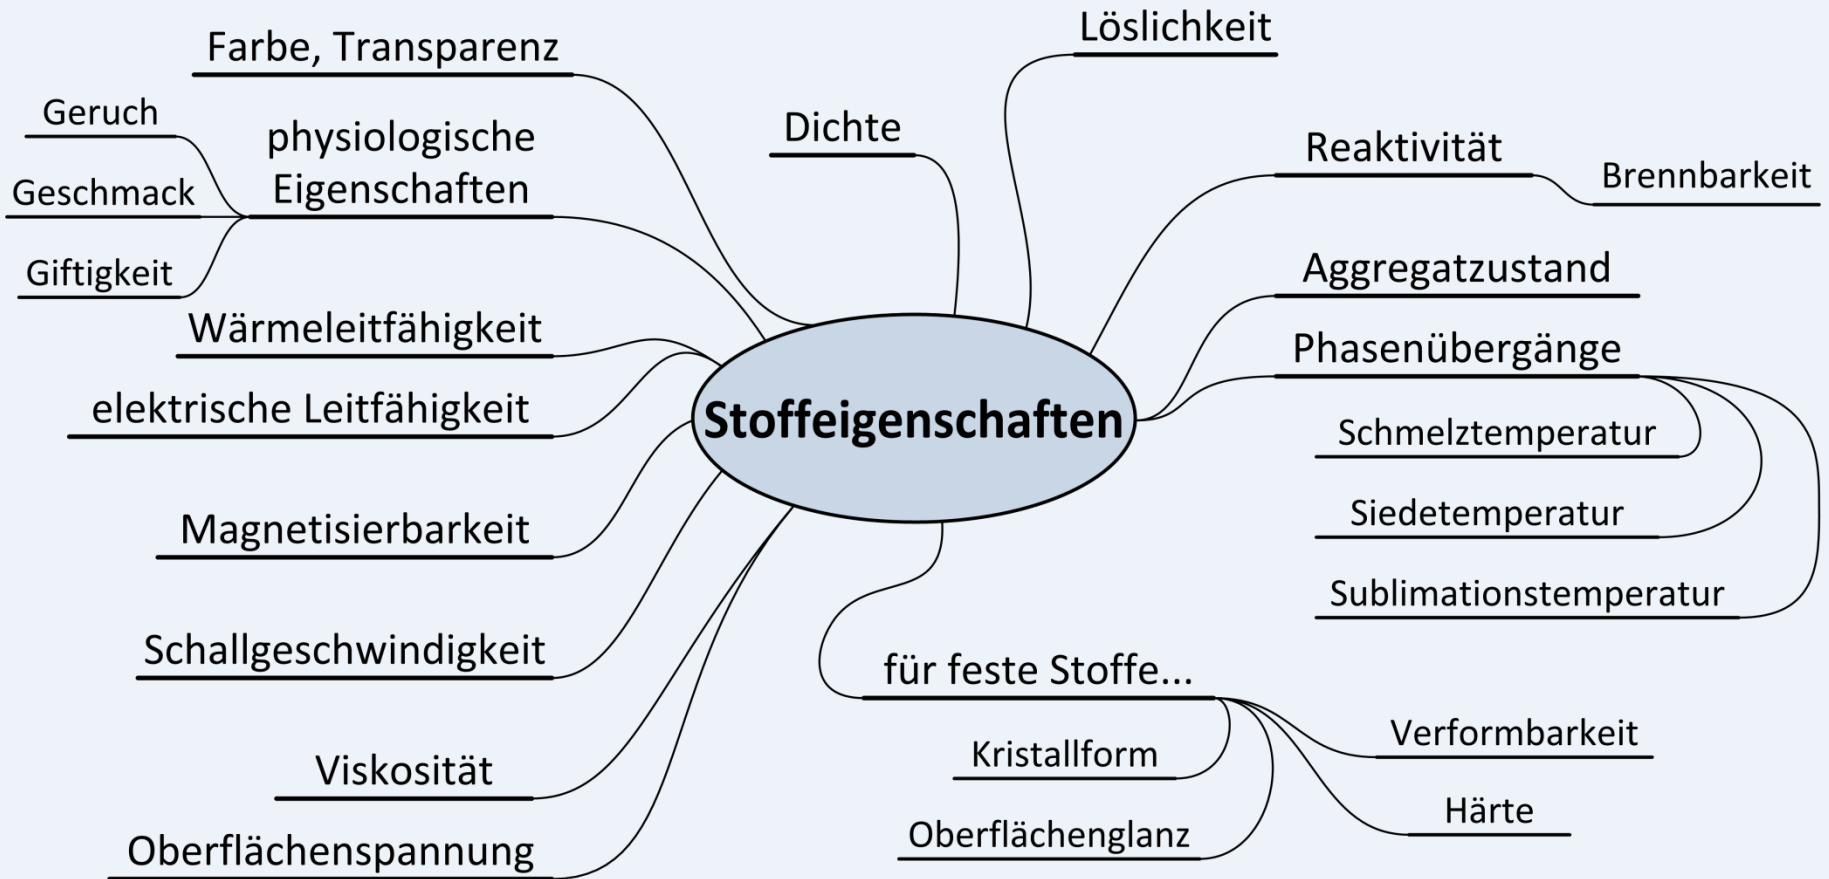 Löslichkeit
Farbe, Transparenz
Geruch
physiologische
Eigenschaften
Geschmack
Giftigkeit
Dichte
Reaktivität
Brennbarkeit
Aggregatzustand
Wärmeleitfähigkeit
Phasenübergänge
elektrische Leitfähigkeit
Stoffeigenschaften
Schmelztemperatur
Siedetemperatur
Magnetisierbarkeit
Sublimationstemperatur
Schallgeschwindigkeit
für feste Stoffe...
Verformbarkeit
Kristallform
Viskosität
Härte
Oberflächenglanz
Oberflächenspannung